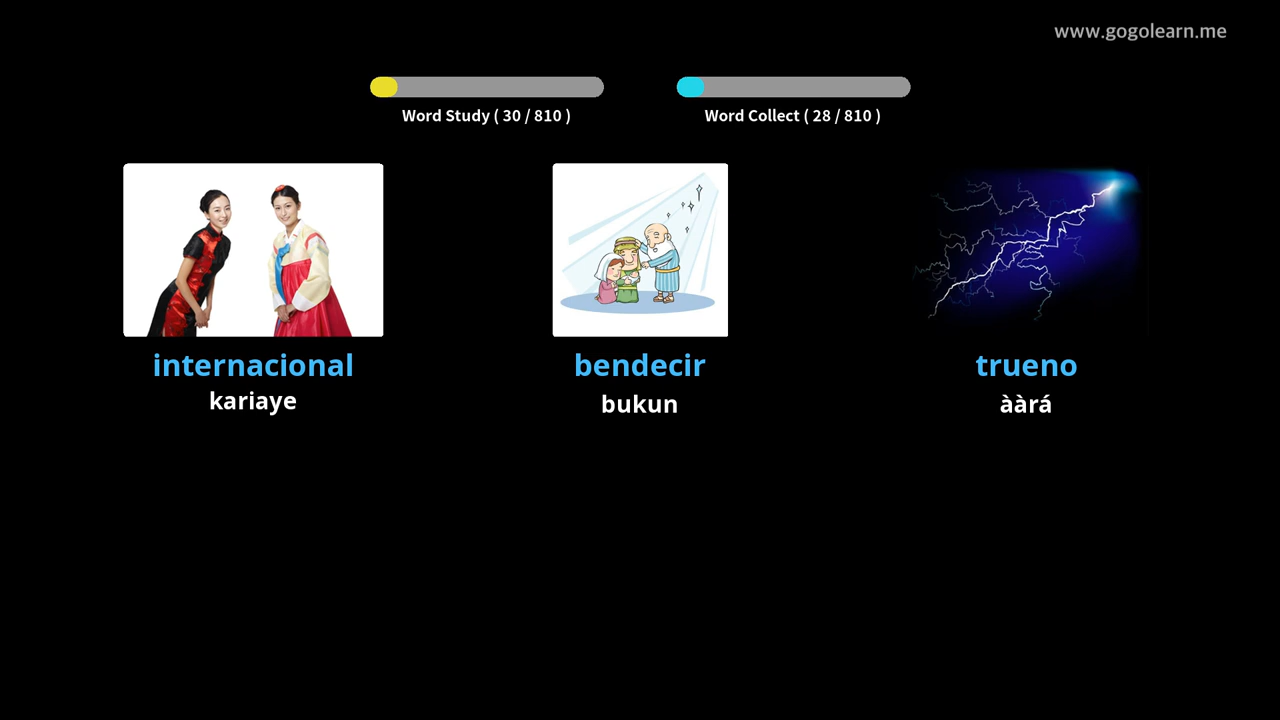 www.gogolearn.me
Word Study ( 30 / 810 )
Word Collect ( 28 / 810 )
internacional
kariaye
bendecir
bukun
trueno
ààrá